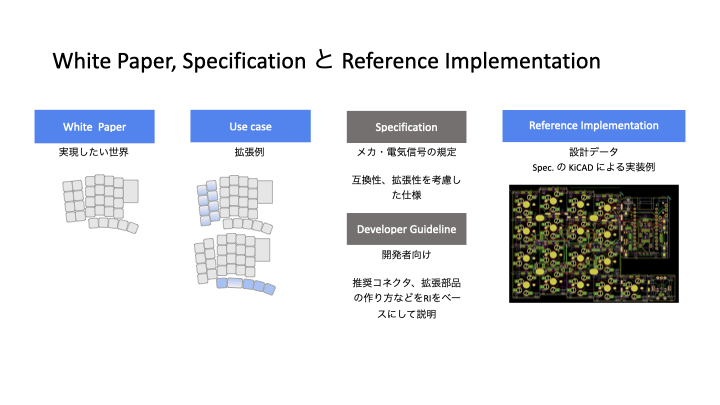 White Paper, Specification と Reference Implementation
White Paper
実現したい世界
Use case
拡張例
Specification
メカ・電気信号の規定
互換性、拡張性を考慮し
た仕様
Developer Guideline
開発者向け
推奨コネクタ、拡張部品
の作り方などをRIをベー
スにして説明
Reference Implementation
設計データ
Spec. の KiCAD による実装例